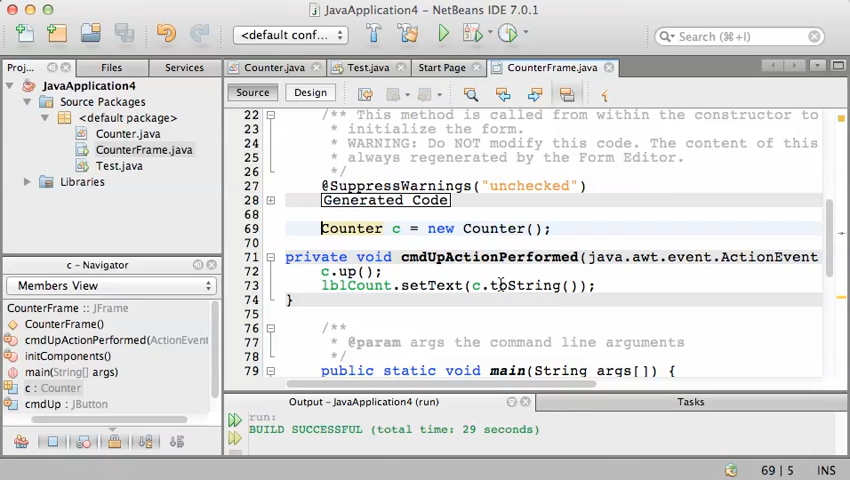 JavaApplication4 - NetBeans IDE 7.0.1
<default conf...
Search (⌘+I)
Proj...
Files
Services
Counter.java
Test.java
Start Page
CounterFrame.java
JavaApplication4
Source Packages
<default package>
Counter.java
CounterFrame.java
Test.java
Libraries
Source
Design
22 /** This method is called from within the constructor to
23 * initialize the form.
24 * WARNING: Do NOT modify this code. The content of this
25 * always regenerated by the Form Editor.
26 */
27 @SuppressWarnings("unchecked")
28 Generated Code
68
69 Counter c = new Counter();
70
71 private void cmdUpActionPerformed(java.awt.event.ActionEvent
72 c.up();
73 lblCount.setText(c.toString());
74 }
75
76 /**
77 * @param args the command line arguments
78 */
79 public static void main(String args[]) {
c - Navigator
Members View
CounterFrame :: JFrame
CounterFrame()
cmdUpActionPerformed(ActionEvent
initComponents()
main(String[] args)
c : Counter
cmdUp : JButton
Output - JavaApplication4 (run)
Tasks
run:
BUILD SUCCESSFUL (total time: 29 seconds)
69 | 5
INS